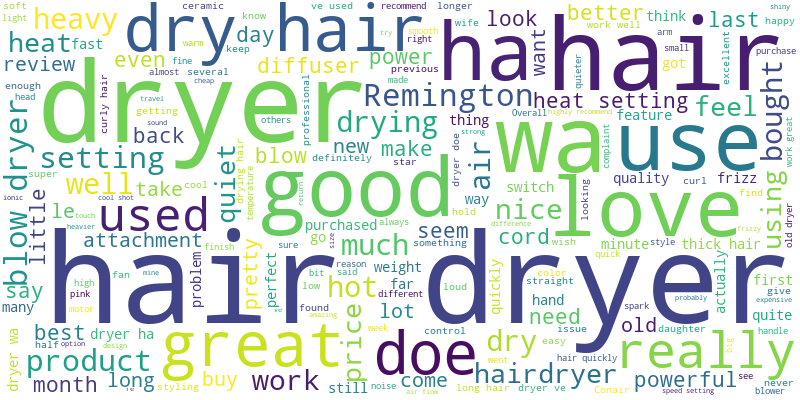 soft
light
heavy
ceramic
dry hair
ve used
recommend
longer
know
smooth
try
wife
look
better
think
last
shiny
happy
work well
arm
heat
fast
day
keep
warm
even
fine
power
right
previous
want
small
got
excellent
purchase
review
almost
several
diffuser
made
ha
hair
quieter
enough
head
curly hair
travel
cheap
getting
sound
professional
Remington
heat setting
feel
dryer
others
highly recommend
Overall
thing
feature
work great
bought
back
drying
air
strong
complaint
setting
blow
new
make
wa
use
definitely
star
dryer doe
quality
frizz
blow dryer
super
well
take
quiet
drying hair
temperature
cool
good
return
way
switch
curl
find
looking
old dryer
using
ionic
little
cool shot
touch
heavier
le
used
purchased
always
hold
nice
love
difference
frizzy
attachment
go
size
much
seem
cord
wish
minute
style
thick hair
finish
sure
something
say
problem
pretty
perfect
bit
said
reason
weight
quick
color
straight
actually
first
many
high
fan
mine
low
hot
far
different
loud
quickly
hand
give
pink
motor
found
amazing
price
lot
spark
probably
expensive
hair dryer
best
dryer ha
great
week
control
need
issue
old
daughter
quite
handle
half
option
design
doe
easy
dry
went
hair quickly
really
big
dryer wa
product
month
long
styling
buy
work
still
noise
air flow
come
hairdryer
long hair
dryer ve
Conair
powerful
speed setting
see
never
blower